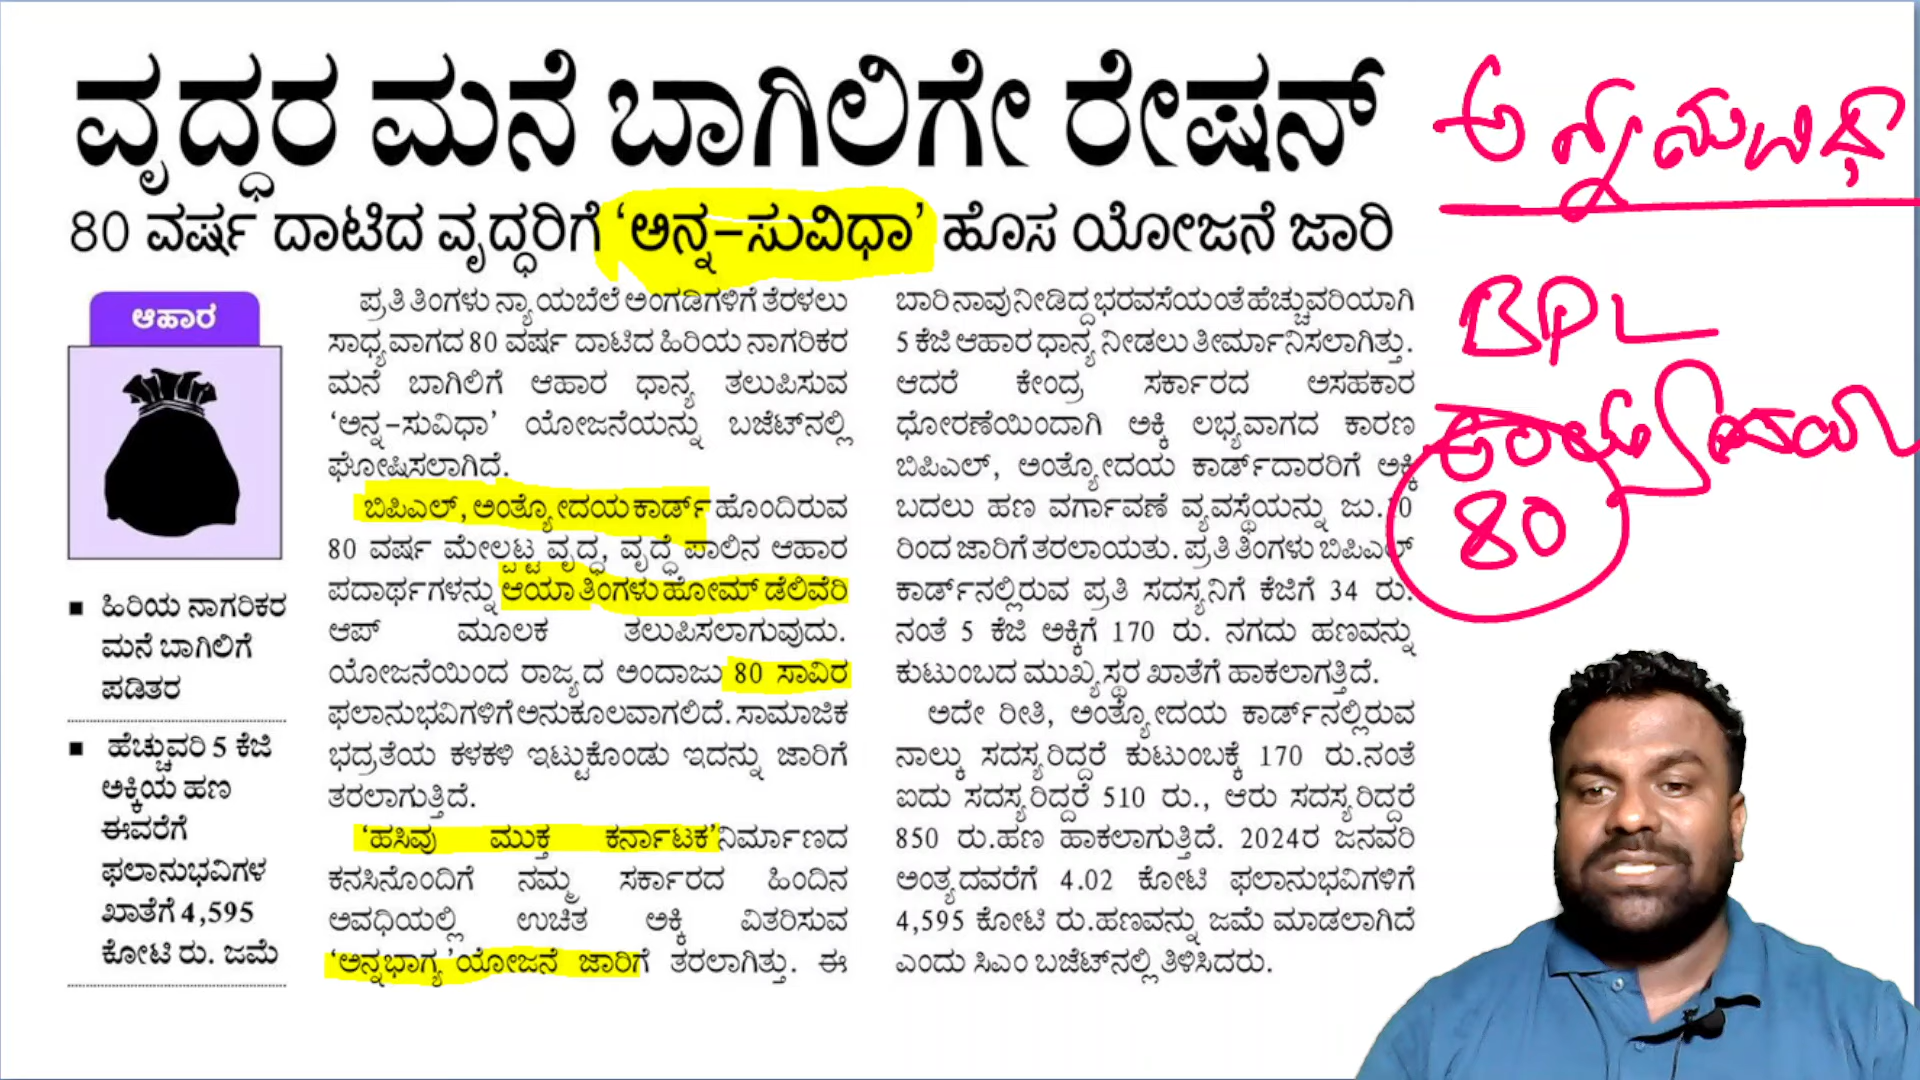 ವೃದ್ಧರ ಮನೆ ಬಾಗಿಲಿಗೇ ರೇಷನ್
80 ವರ್ಷ ದಾಟಿದ ವೃದ್ಧರಿಗೆ ‘ಅನ್ನ–ಸುವಿಧಾ’ ಹೊಸ ಯೋಜನೆ ಜಾರಿ
ಆಹಾರ
■ ಹಿರಿಯ ನಾಗರಿಕರ
ಮನೆ ಬಾಗಿಲಿಗೆ
ಪಡಿತರ
■ ಹೆಚ್ಚುವರಿ 5 ಕೆಜಿ
ಅಕ್ಕಿಯ ಹಣ
ಈವರೆಗೆ
ಫಲಾನುಭವಿಗಳ
ಖಾತೆಗೆ 4,595
ಕೋಟಿ ರು. ಜಮೆ
ಪ್ರತಿ ತಿಂಗಳು ನ್ಯಾಯಬೆಲೆ ಅಂಗಡಿಗಳಿಗೆ ತೆರಳಲು
ಸಾಧ್ಯವಾಗದ 80 ವರ್ಷ ದಾಟಿದ ಹಿರಿಯ ನಾಗರಿಕರ
ಮನೆ ಬಾಗಿಲಿಗೆ ಆಹಾರ ಧಾನ್ಯ ತಲುಪಿಸುವ
‘ಅನ್ನ–ಸುವಿಧಾ’ ಯೋಜನೆಯನ್ನು ಬಜೆಟ್‌ನಲ್ಲಿ
ಘೋಷಿಸಲಾಗಿದೆ.
ಬಿಪಿಎಲ್, ಅಂತ್ಯೋದಯ ಕಾರ್ಡ್ ಹೊಂದಿರುವ
80 ವರ್ಷ ಮೇಲ್ಪಟ್ಟ ವೃದ್ಧ, ವೃದ್ಧೆ ಪಾಲಿನ ಆಹಾರ
ಪದಾರ್ಥಗಳನ್ನು ಆಯಾ ತಿಂಗಳು ಹೋಮ್ ಡೆಲಿವೆರಿ
ಆಪ್ ಮೂಲಕ ತಲುಪಿಸಲಾಗುವುದು.
ಯೋಜನೆಯಿಂದ ರಾಜ್ಯದ ಅಂದಾಜು 80 ಸಾವಿರ
ಫಲಾನುಭವಿಗಳಿಗೆ ಅನುಕೂಲವಾಗಲಿದೆ. ಸಾಮಾಜಿಕ
ಭದ್ರತೆಯ ಕಳಕಳಿ ಇಟ್ಟುಕೊಂಡು ಇದನ್ನು ಜಾರಿಗೆ
ತರಲಾಗುತ್ತಿದೆ.
‘ಹಸಿವು ಮುಕ್ತ ಕರ್ನಾಟಕ’ ನಿರ್ಮಾಣದ
ಕನಸಿನೊಂದಿಗೆ ನಮ್ಮ ಸರ್ಕಾರದ ಹಿಂದಿನ
ಅವಧಿಯಲ್ಲಿ ಉಚಿತ ಅಕ್ಕಿ ವಿತರಿಸುವ
‘ಅನ್ನಭಾಗ್ಯ’ ಯೋಜನೆ ಜಾರಿಗೆ ತರಲಾಗಿತ್ತು. ಈ
ಬಾರಿ ನಾವು ನೀಡಿದ್ದ ಭರವಸೆಯಂತೆ ಹೆಚ್ಚುವರಿಯಾಗಿ
5 ಕೆಜಿ ಆಹಾರ ಧಾನ್ಯ ನೀಡಲು ತೀರ್ಮಾನಿಸಲಾಗಿತ್ತು.
ಆದರೆ ಕೇಂದ್ರ ಸರ್ಕಾರದ ಅಸಹಕಾರ
ಧೋರಣೆಯಿಂದಾಗಿ ಅಕ್ಕಿ ಲಭ್ಯವಾಗದ ಕಾರಣ
ಬಿಪಿಎಲ್, ಅಂತ್ಯೋದಯ ಕಾರ್ಡ್‌ದಾರರಿಗೆ ಅಕ್ಕಿ
ಬದಲು ಹಣ ವರ್ಗಾವಣೆ ವ್ಯವಸ್ಥೆಯನ್ನು ಜು.
ರಿಂದ ಜಾರಿಗೆ ತರಲಾಯತು. ಪ್ರತಿ ತಿಂಗಳು ಬಿಪಿಎಲ್
ಕಾರ್ಡ್‌ನಲ್ಲಿರುವ ಪ್ರತಿ ಸದಸ್ಯನಿಗೆ ಕೆಜಿಗೆ 34 ರು.
ನಂತೆ 5 ಕೆಜಿ ಅಕ್ಕಿಗೆ 170 ರು. ನಗದು ಹಣವನ್ನು
ಕುಟುಂಬದ ಮುಖ್ಯಸ್ಥರ ಖಾತೆಗೆ ಹಾಕಲಾಗತ್ತಿದೆ.
ಅದೇ ರೀತಿ, ಅಂತ್ಯೋದಯ ಕಾರ್ಡ್‌ನಲ್ಲಿರುವ
ನಾಲ್ಕು ಸದಸ್ಯರಿದ್ದರೆ ಕುಟುಂಬಕ್ಕೆ 170 ರು.ನಂತೆ
ಐದು ಸದಸ್ಯರಿದ್ದರೆ 510 ರು., ಆರು ಸದಸ್ಯರಿದ್ದರೆ
850 ರು.ಹಣ ಹಾಕಲಾಗುತ್ತಿದೆ. 2024ರ ಜನವರಿ
ಅಂತ್ಯದವರೆಗೆ 4.02 ಕೋಟಿ ಫಲಾನುಭವಿಗಳಿಗೆ
4,595 ಕೋಟಿ ರು.ಹಣವನ್ನು ಜಮೆ ಮಾಡಲಾಗಿದೆ
ಎಂದು ಸಿಎಂ ಬಜೆಟ್‌ನಲ್ಲಿ ತಿಳಿಸಿದರು.
ಅನ್ನಸುವಿಧ
BPL
80